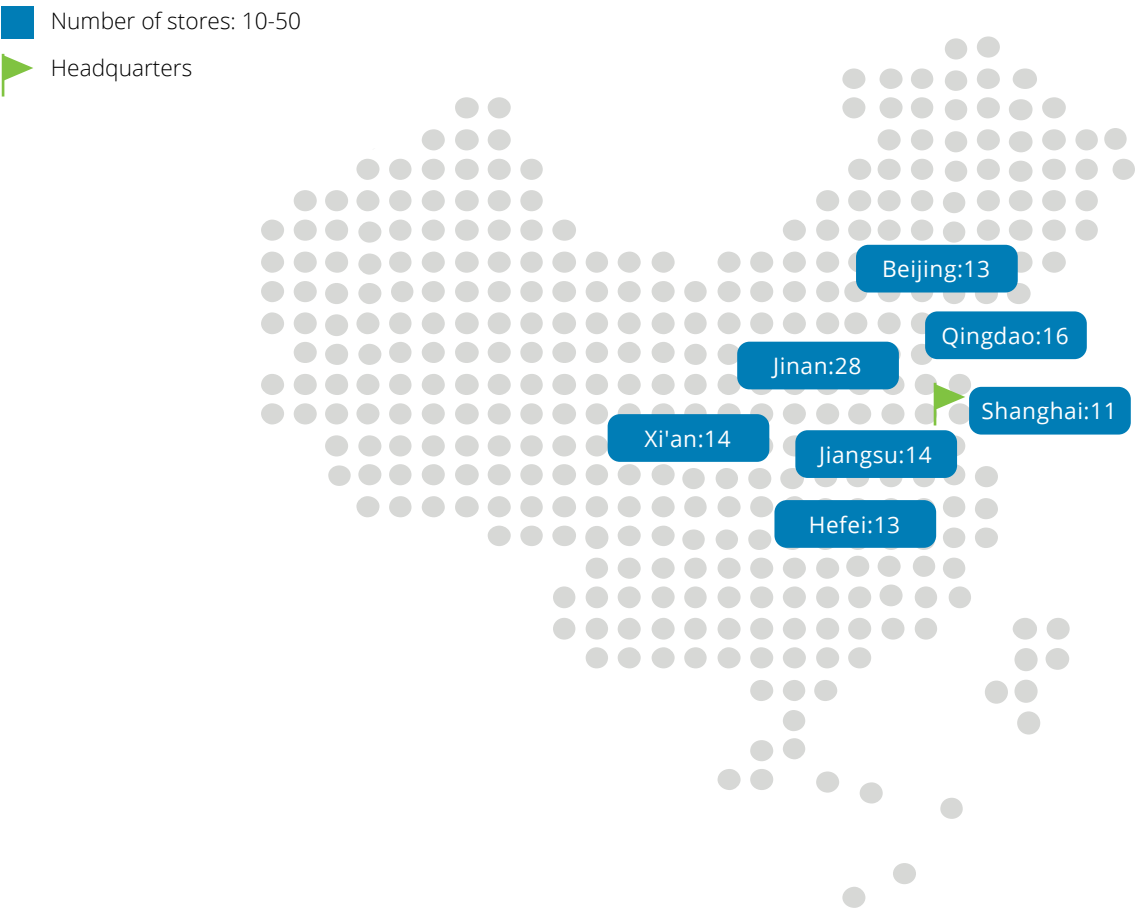 Number of stores: 10-50
Headquarters
Beijing:13
Qingdao:16
Jinan:28
Shanghai:11
Xi'an:14
Jiangsu:14
Hefei:13